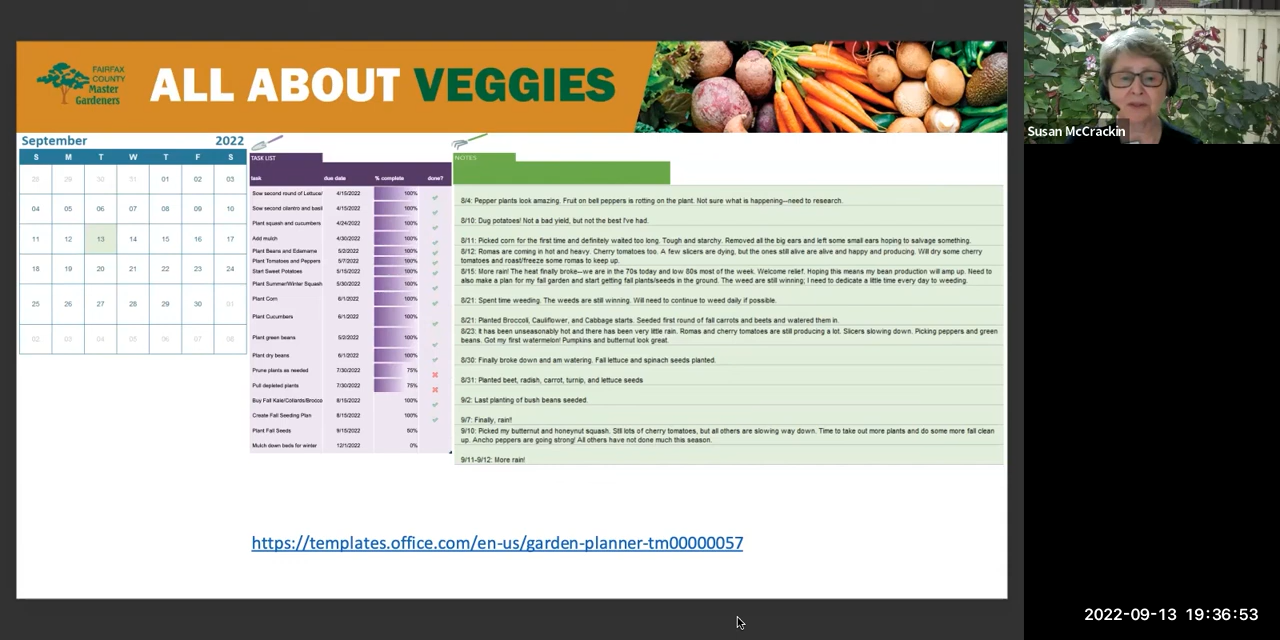 FAIRFAX
COUNTY
Master
Gardeners
ALL ABOUT VEGGIES
Susan McCrackin
September 2022
S M T W T F S
28 29 30 31 01 02 03
04 05 06 07 08 09 10
11 12 13 14 15 16 17
18 19 20 21 22 23 24
25 26 27 28 29 30 01
02 03 04 05 06 07 08
TASK LIST
task due date % complete done?
Sow second round of Lettuce/ 4/15/2022 100%
Sow second cilantro and basil 4/15/2022 100%
Plant squash and cucumbers 4/24/2022 100%
Add mulch 4/30/2022 100%
Plant Beans and Edamame 5/2/2022 100%
Plant Tomatoes and Peppers 5/7/2022 100%
Start Sweet Potatoes 5/15/2022 100%
Plant Summer/Winter Squash 5/30/2022 100%
Plant Corn 6/1/2022 100%
Plant Cucumbers 6/1/2022 100%
Plant green beans 5/2/2022 100%
Plant dry beans 6/1/2022 100%
Prune plants as needed 7/30/2022 75%
Pull depleted plants 7/30/2022 75%
Buy Fall Kale/Collards/Brocco 8/15/2022 100%
Create Fall Seeding Plan 8/15/2022 100%
Plant Fall Seeds 9/15/2022 50%
Mulch down beds for winter 12/1/2022 0%
NOTES
8/4: Pepper plants look amazing. Fruit on bell peppers is rotting on the plant. Not sure what is happening--need to research.
8/10: Dug potatoes! Not a bad yield, but not the best I've had.
8/11: Picked corn for the first time and definitely waited too long. Tough and starchy. Removed all the big ears and left some small ears hoping to salvage something.
8/12: Romas are coming in hot and heavy. Cherry tomatoes too. A few slicers are dying, but the ones still alive are alive and happy and producing. Will dry some cherry
tomatoes and roast/freeze some romas to keep up.
8/15: More rain! The heat finally broke--we are in the 70s today and low 80s most of the week. Welcome relief. Hoping this means my bean production will amp up. Need to
also make a plan for my fall garden and start getting fall plants/seeds in the ground. The weed are still winning; I need to dedicate a little time every day to weeding.
8/21: Spent time weeding. The weeds are still winning. Will need to continue to weed daily if possible.
8/21: Planted Broccoli, Cauliflower, and Cabbage starts. Seeded first round of fall carrots and beets and watered them in.
8/23: It has been unseasonably hot and there has been very little rain. Romas and cherry tomatoes are still producing a lot. Slicers slowing down. Picking peppers and green
beans. Got my first watermelon! Pumpkins and butternut look great.
8/30: Finally broke down and am watering. Fall lettuce and spinach seeds planted.
8/31: Planted beet, radish, carrot, turnip, and lettuce seeds
9/2: Last planting of bush beans seeded.
9/7: Finally, rain!
9/10: Picked my butternut and honeynut squash. Still lots of cherry tomatoes, but all others are slowing way down. Time to take out more plants and do some more fall clean
up. Ancho peppers are going strong! All others have not done much this season.
9/11-9/12: More rain!
https://templates.office.com/en-us/garden-planner-tm00000057
2022-09-13 19:36:53